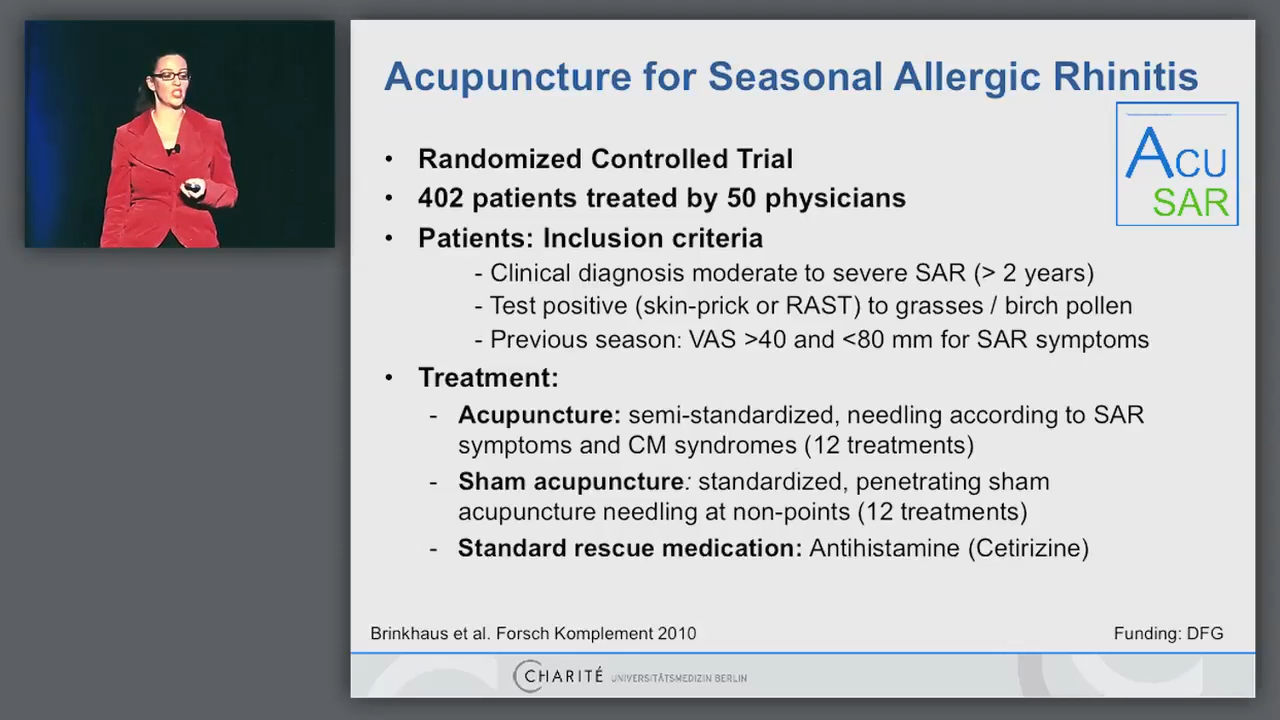 Acupuncture for Seasonal Allergic Rhinitis
ACU
SAR
• Randomized Controlled Trial
• 402 patients treated by 50 physicians
• Patients: Inclusion criteria
- Clinical diagnosis moderate to severe SAR (> 2 years)
- Test positive (skin-prick or RAST) to grasses / birch pollen
- Previous season: VAS >40 and <80 mm for SAR symptoms
• Treatment:
- Acupuncture: semi-standardized, needling according to SAR
symptoms and CM syndromes (12 treatments)
- Sham acupuncture: standardized, penetrating sham
acupuncture needling at non-points (12 treatments)
- Standard rescue medication: Antihistamine (Cetirizine)
Brinkhaus et al. Forsch Komplement 2010
Funding: DFG
CHARITÉ UNIVERSITÄTSMEDIZIN BERLIN